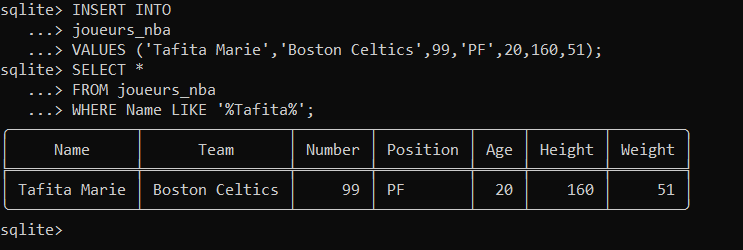 sqlite> INSERT INTO
...> joueurs_nba
...> VALUES ('Tafita Marie','Boston Celtics',99,'PF',20,160,51);
sqlite> SELECT *
...> FROM joueurs_nba
...> WHERE Name LIKE '%Tafita%';
Name Team Number Position Age Height Weight
Tafita Marie Boston Celtics 99 PF 20 160 51
sqlite>